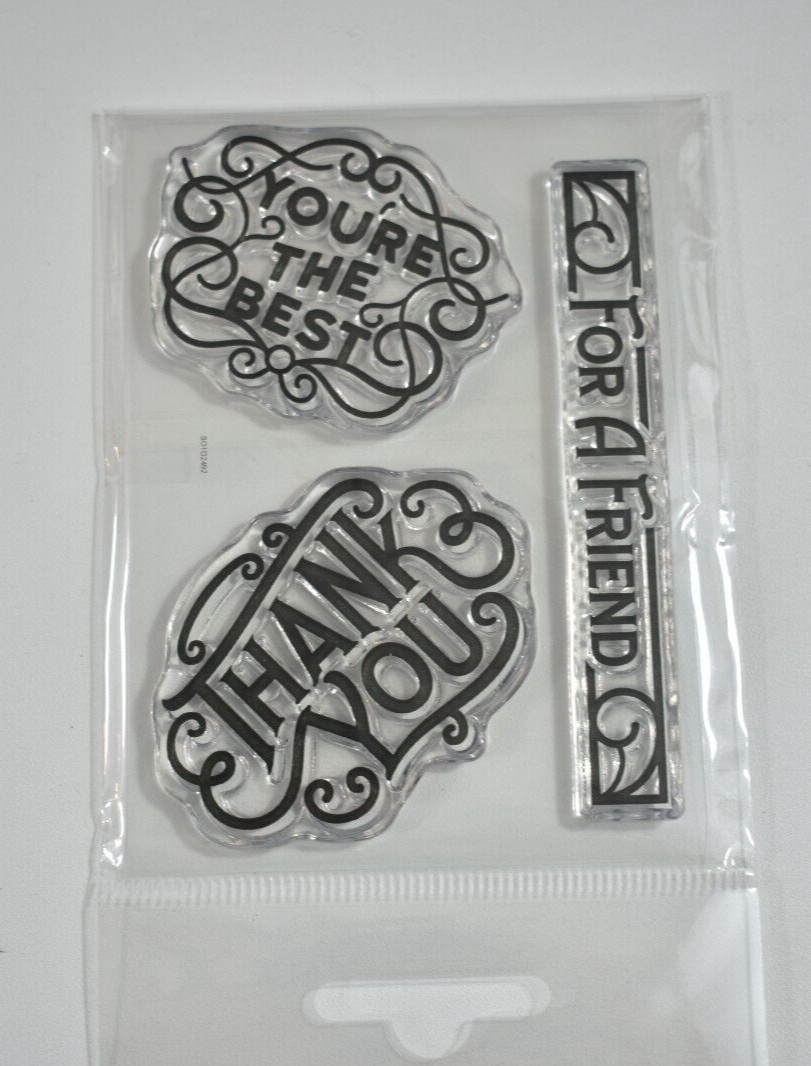 YOU'RE
THE
BEST
FOR A FRIEND
THANK
YOU